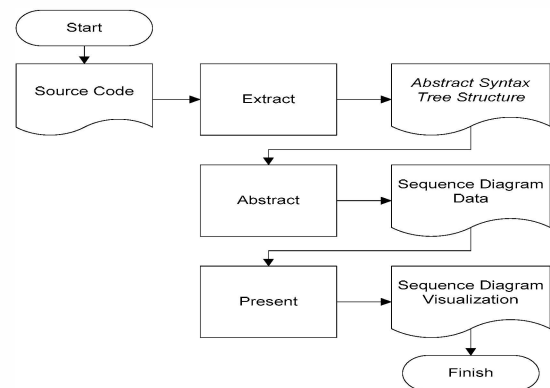 Start
Source Code
Extract
Abstract Syntax
Tree Structure
Abstract
Sequence Diagram
Data
Present
Sequence Diagram
Visualization
Finish